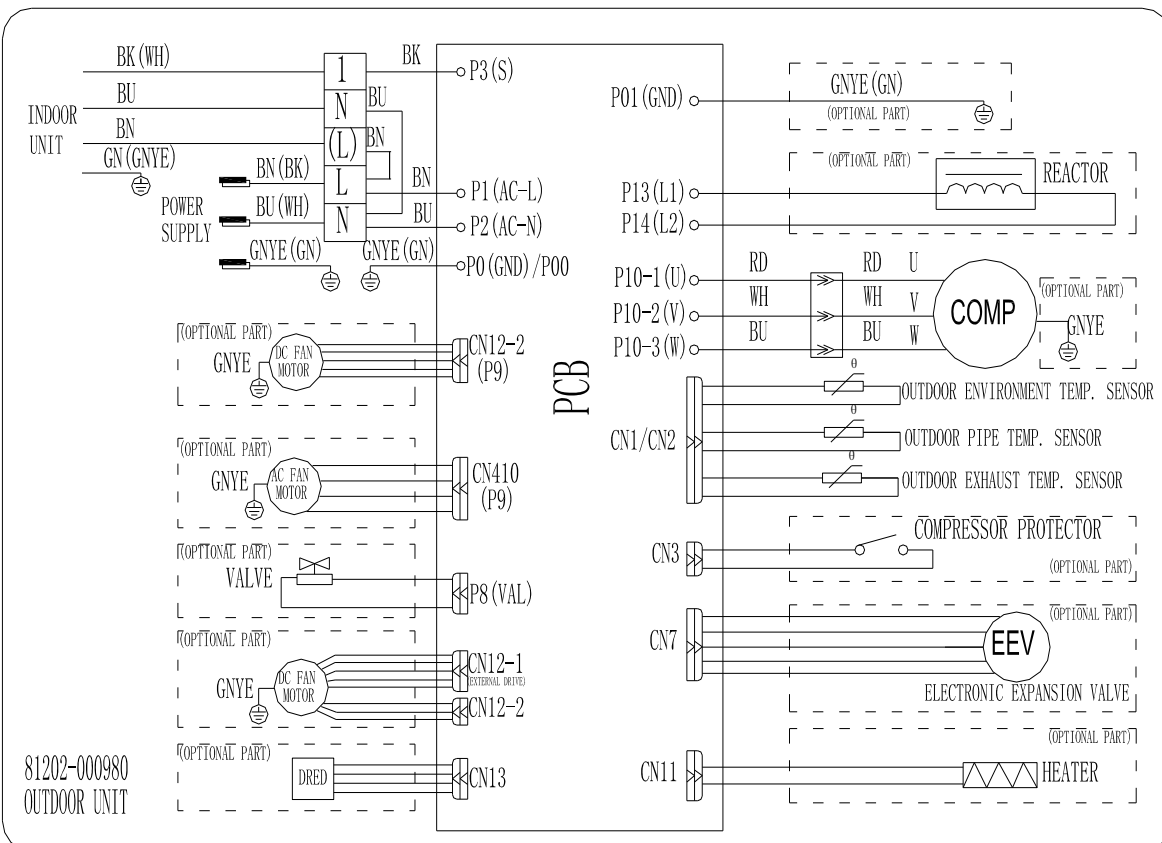 BK(WH)
BU
INDOOR
UNIT
BN
GN(GNYE)
1
N
(L)
L
N
BK
BU
BN
P3(S)
BN(BK)
BU(WH)
POWER
SUPPLY
BN
P1(AC-L)
BU
P2(AC-N)
GNYE(GN)
GNYE(GN)
P0(GND)/P00
(OPTIONAL PART)
GNYE
DC FAN
MOTOR
CN12-2
(P9)
(OPTIONAL PART)
GNYE
AC FAN
MOTOR
CN410
(P9)
(OPTIONAL PART)
VALVE
P8(VAL)
(OPTIONAL PART)
GNYE
DC FAN
MOTOR
CN12-1
(EXTERNAL DRIVE)
CN12-2
(OPTIONAL PART)
DRED
CN13
81202-000980
OUTDOOR UNIT
PCB
P01(GND)
GNYE(GN)
(OPTIONAL PART)
(OPTIONAL PART)
REACTOR
P13(L1)
P14(L2)
P10-1(U)
RD
RD
U
P10-2(V)
WH
WH
V
P10-3(W)
BU
BU
W
COMP
(OPTIONAL PART)
GNYE
CN1/CN2
θ
OUTDOOR ENVIRONMENT TEMP. SENSOR
θ
OUTDOOR PIPE TEMP. SENSOR
θ
OUTDOOR EXHAUST TEMP. SENSOR
CN3
COMPRESSOR PROTECTOR
(OPTIONAL PART)
CN7
(OPTIONAL PART)
EEV
ELECTRONIC EXPANSION VALVE
(OPTIONAL PART)
CN11
HEATER